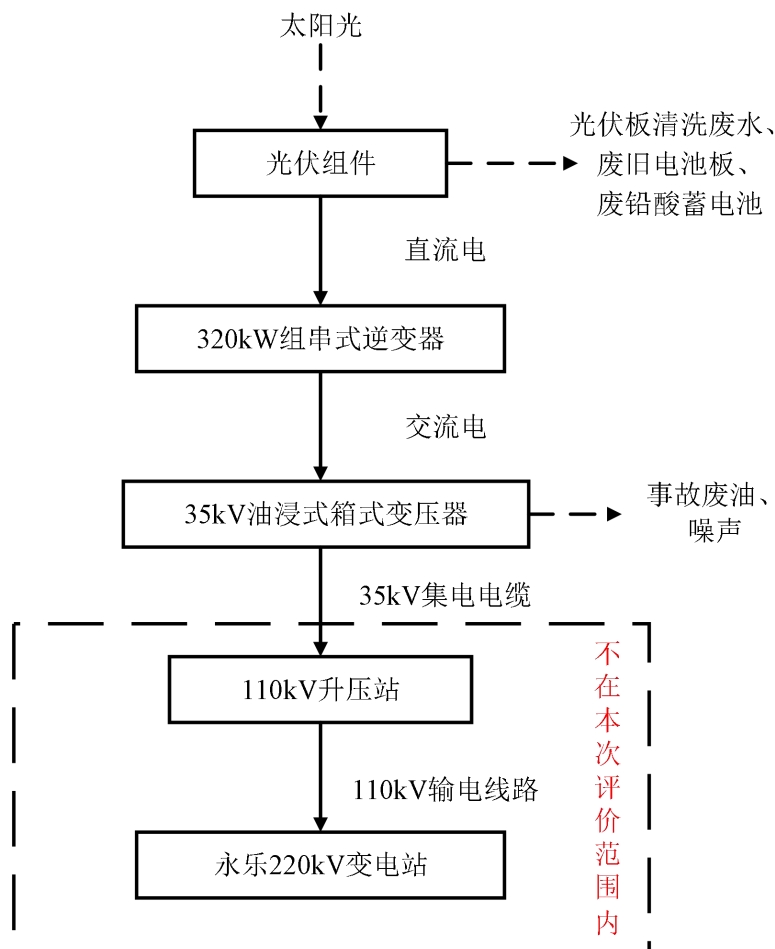 太阳光
光伏组件
光伏板清洗废水、
废旧电池板、
废铅酸蓄电池
直流电
320kW组串式逆变器
交流电
35kV油浸式箱式变压器
事故废油、
噪声
35kV集电电缆
110kV升压站
110kV输电线路
永乐220kV变电站
不在本次评价范围内